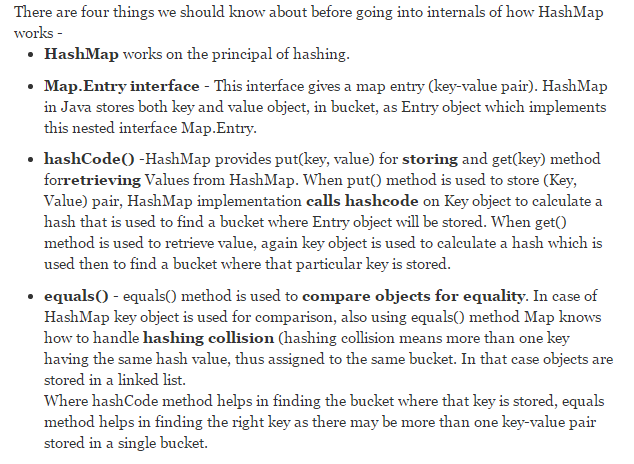 There are four things we should know about before going into internals of how HashMap
works -
• HashMap works on the principal of hashing.
• Map.Entry interface - This interface gives a map entry (key-value pair). HashMap
in Java stores both key and value object, in bucket, as Entry object which implements
this nested interface Map.Entry.
• hashCode() -HashMap provides put(key, value) for storing and get(key) method
forretrieving Values from HashMap. When put() method is used to store (Key,
Value) pair, HashMap implementation calls hashcode on Key object to calculate a
hash that is used to find a bucket where Entry object will be stored. When get()
method is used to retrieve value, again key object is used to calculate a hash which is
used then to find a bucket where that particular key is stored.
• equals() - equals() method is used to compare objects for equality. In case of
HashMap key object is used for comparison, also using equals() method Map knows
how to handle hashing collision (hashing collision means more than one key
having the same hash value, thus assigned to the same bucket. In that case objects are
stored in a linked list.
Where hashCode method helps in finding the bucket where that key is stored, equals
method helps in finding the right key as there may be more than one key-value pair
stored in a single bucket.